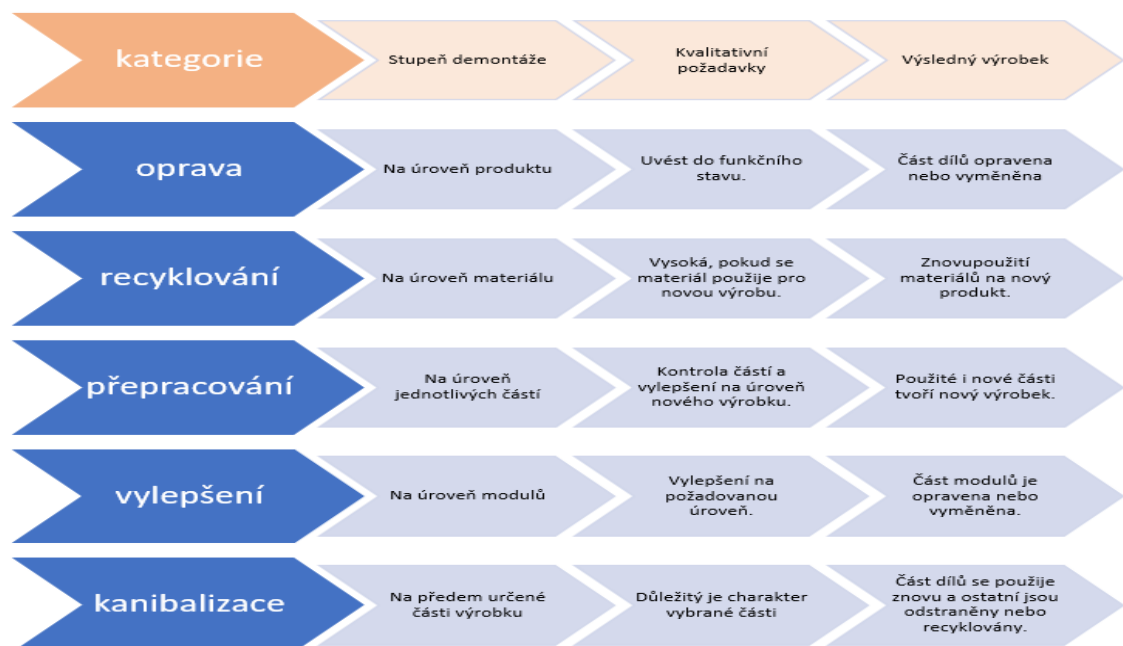 kategorie
Stupeň demontáže
Kvalitativní
požadavky
Výsledný výrobek
oprava
Na úroveň produktu
Uvést do funkčního
stavu.
Část dílů opravena
nebo vyměněna
recyklování
Na úroveň materiálu
Vysoká, pokud se
materiál použije pro
novou výrobu.
Znovupoužití
materiálů na nový
produkt.
přepracování
Na úroveň
jednotlivých částí
Kontrola částí a
vylepšení na úroveň
nového výrobku.
Použité i nové části
tvoří nový výrobek.
vylepšení
Na úroveň modulů
Vylepšení na
požadovanou
úroveň.
Část modulů je
opravena nebo
vyměněna.
kanibalizace
Na předem určené
části výrobku
Důležitý je charakter
vybrané části
Část dílů se použije
znovu a ostatní jsou
odstraněny nebo
recyklovány.